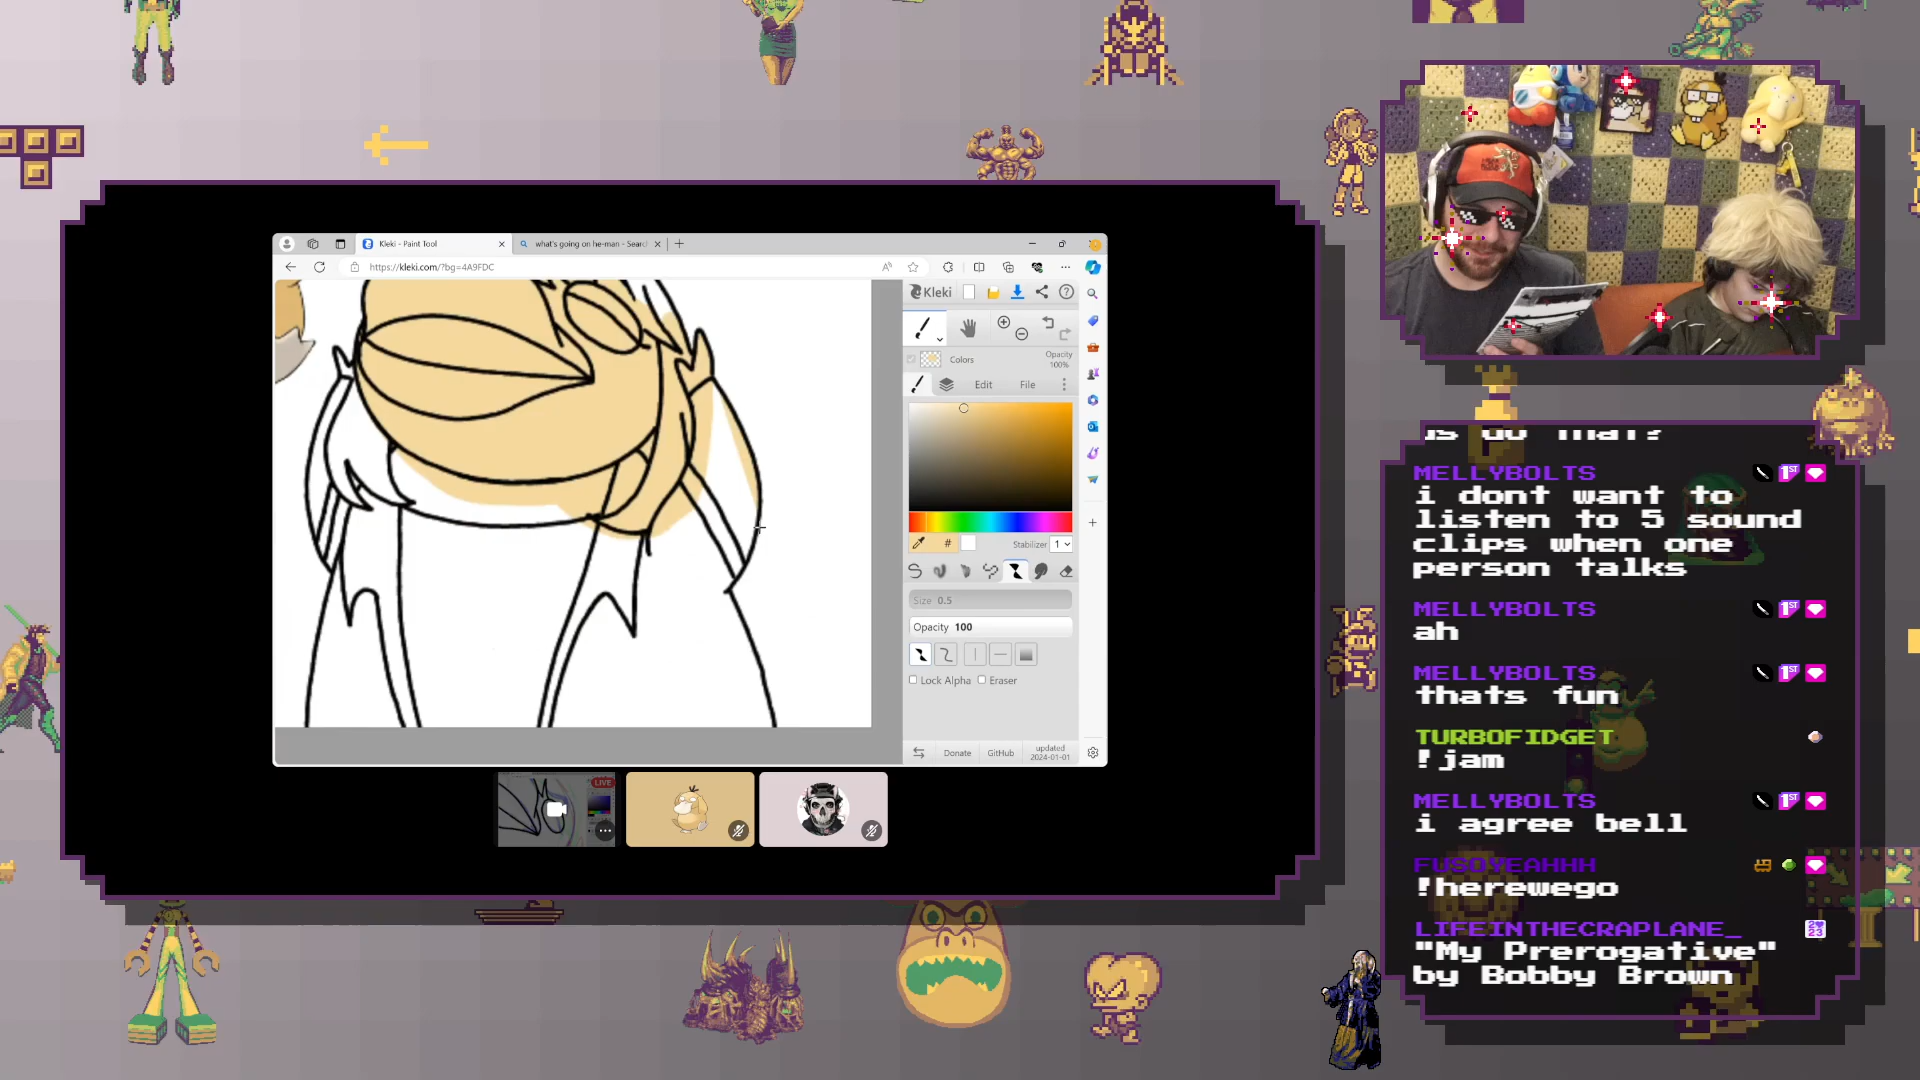 Kleki - Paint Tool
what's going on he-man - Search
https://kleki.com/?bg=4A9FDC
Kleki
Colors
Opacity
100%
Edit
File
#
Stabilizer
1
Size 0.5
Opacity 100
Lock Alpha
Eraser
Donate
GitHub
updated
2024-01-01
LIVE
MELLYBOLTS
i dont want to
listen to 5 sound
clips when one
person talks
MELLYBOLTS
ah
MELLYBOLTS
thats fun
TURBOFIDGET
!jam
MELLYBOLTS
i agree bell
FUSOYEAHHH
!herewego
LIFEINTHECRAPLANE_
"My Prerogative"
by Bobby Brown